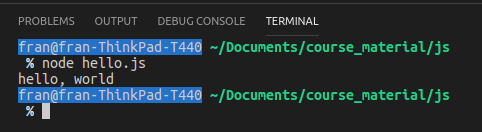 PROBLEMS OUTPUT DEBUG CONSOLE TERMINAL
fran@fran-ThinkPad-T440 ~/Documents/course_material/js
% node hello.js
hello, world
fran@fran-ThinkPad-T440 ~/Documents/course_material/js
%